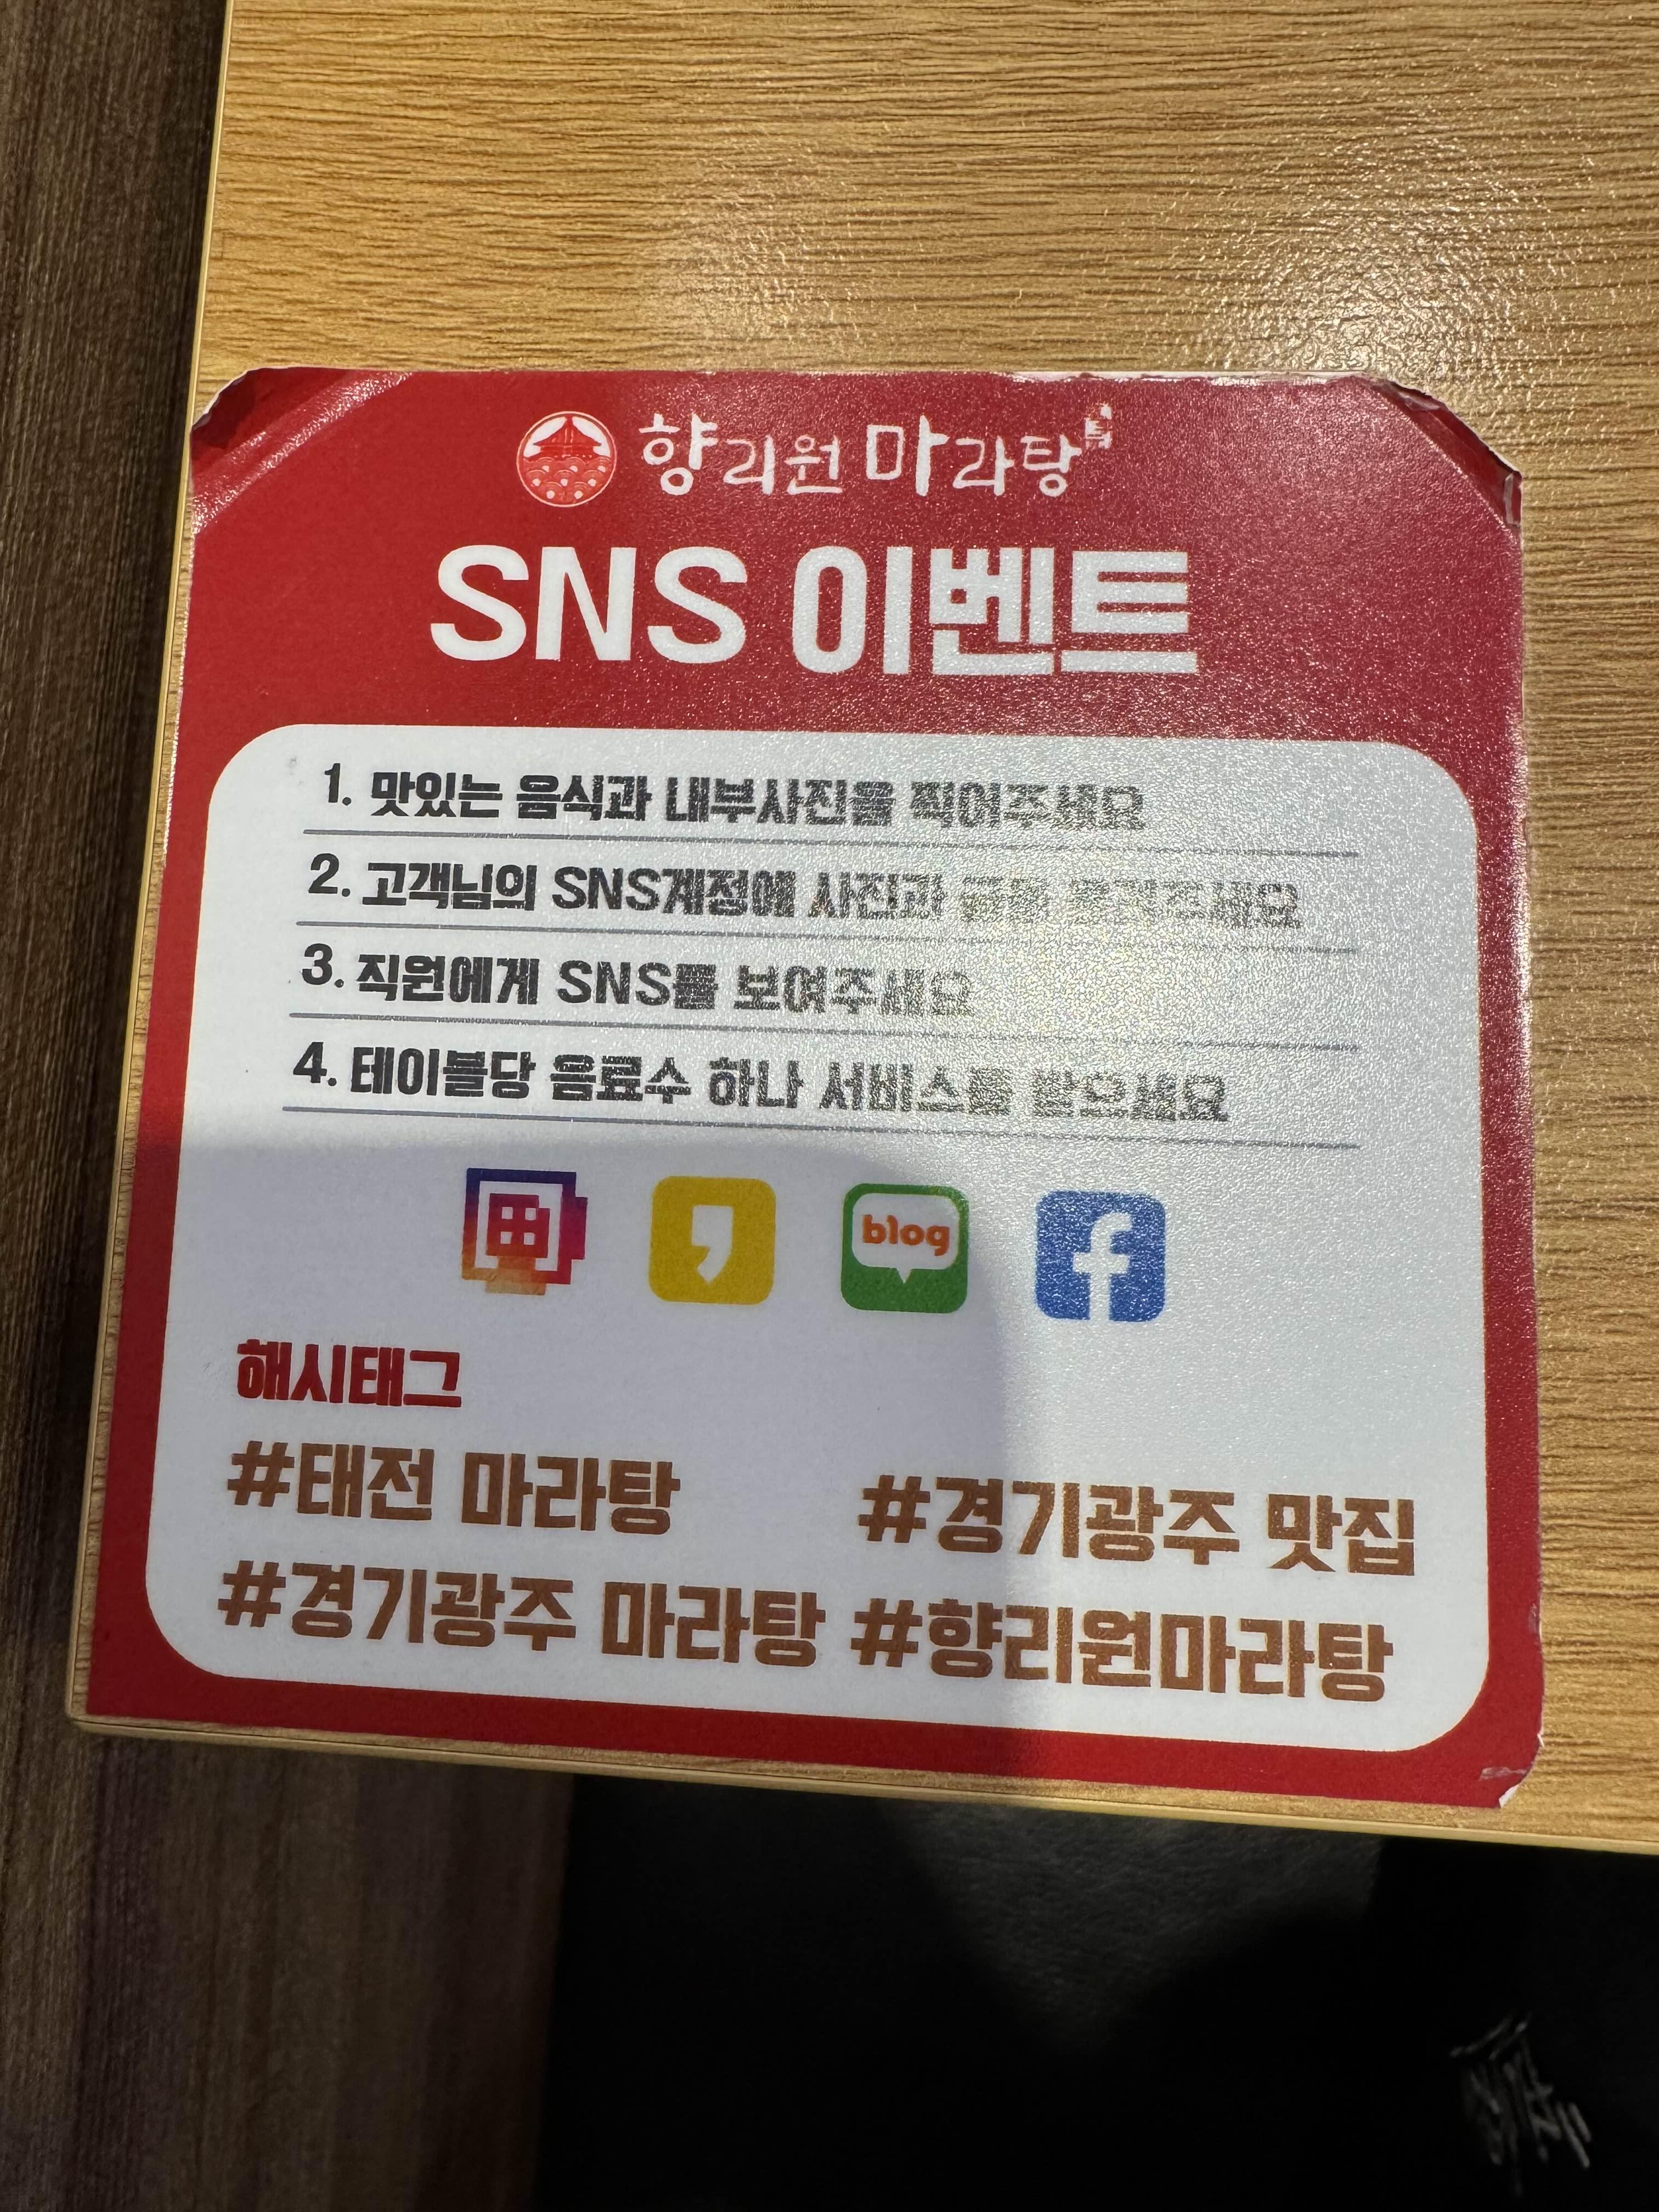 향리원 마라탕
SNS 이벤트
1. 맛있는 음식과 내부사진을 찍어주세요
2. 고객님의 SNS계정에 사진과 주세요
3. 직원에게 SNS를 보여주세요
4. 테이블당 음료수 하나 서비스를 받으세요
blog
해시태그
#태전 마라탕 #경기광주 맛집
#경기광주 마라탕 #향리원마라탕